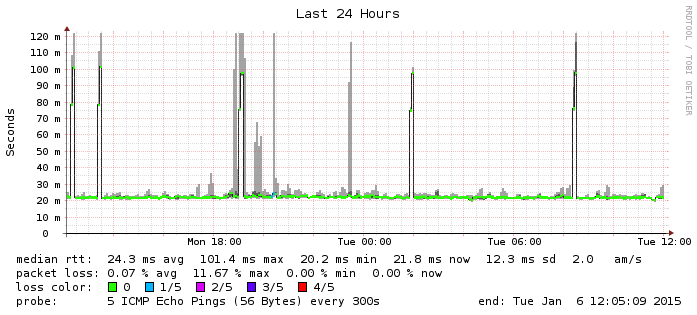 Last 24 Hours
RRDTOOL / TOBI OETIKER
Seconds
120 m
110 m
100 m
90 m
80 m
70 m
60 m
50 m
40 m
30 m
20 m
10 m
0
Mon 18:00 Tue 00:00 Tue 06:00 Tue 12:00
median rtt: 24.3 ms avg 101.4 ms max 20.2 ms min 21.8 ms now 12.3 ms sd 2.0 am/s
packet loss: 0.07 % avg 11.67 % max 0.00 % min 0.00 % now
loss color: 0 1/5 2/5 3/5 4/5
probe: 5 ICMP Echo Pings (56 Bytes) every 300s end: Tue Jan 6 12:05:09 2015